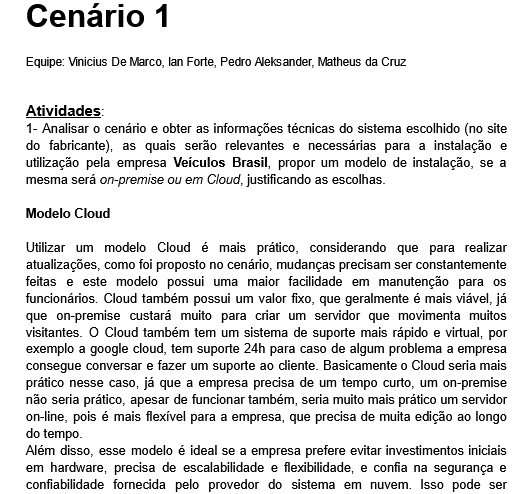 Cenário 1
Equipe: Vinicius De Marco, Ian Forte, Pedro Aleksander, Matheus da Cruz
Atividades:
1- Analisar o cenário e obter as informações técnicas do sistema escolhido (no site
do fabricante), as quais serão relevantes e necessárias para a instalação e
utilização pela empresa Veículos Brasil, propor um modelo de instalação, se a
mesma será on-premise ou em Cloud, justificando as escolhas.
Modelo Cloud
Utilizar um modelo Cloud é mais prático, considerando que para realizar
atualizações, como foi proposto no cenário, mudanças precisam ser constantemente
feitas e este modelo possui uma maior facilidade em manutenção para os
funcionários. Cloud também possui um valor fixo, que geralmente é mais viável, já
que on-premise custará muito para criar um servidor que movimenta muitos
visitantes. O Cloud também tem um sistema de suporte mais rápido e virtual, por
exemplo a google cloud, tem suporte 24h para caso de algum problema a empresa
consegue conversar e fazer um suporte ao cliente. Basicamente o Cloud seria mais
prático nesse caso, já que a empresa precisa de um tempo curto, um on-premise
não seria prático, apesar de funcionar também, seria muito mais prático um servidor
on-line, pois é mais flexível para a empresa, que precisa de muita edição ao longo
do tempo.
Além disso, esse modelo é ideal se a empresa prefere evitar investimentos iniciais
em hardware, precisa de escalabilidade e flexibilidade, e confia na segurança e
confiabilidade fornecida pelo provedor do sistema em nuvem. Isso pode ser